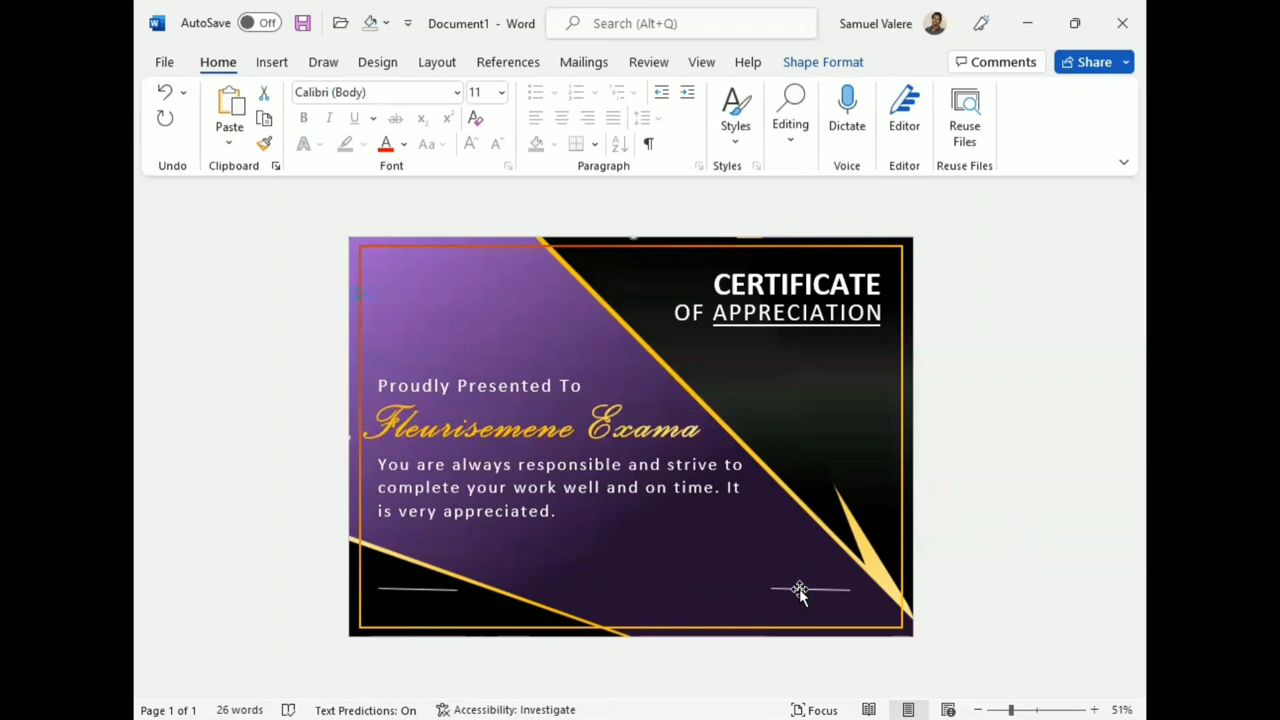 AutoSave Off Document1 - Word Search (Alt+Q) Samuel Valere
File Home Insert Draw Design Layout References Mailings Review View Help Shape Format Comments Share
Calibri (Body) 11
Paste Styles Editing Dictate Editor Reuse Files
B I U ab x₂ x² A
A A Aa A A A Z
Undo Clipboard Font Paragraph Styles Voice Editor Reuse Files
CERTIFICATE
OF APPRECIATION
Proudly Presented To
Fleurisemene Exama
You are always responsible and strive to
complete your work well and on time. It
is very appreciated.
Page 1 of 1 26 words Text Predictions: On Accessibility: Investigate Focus 51%